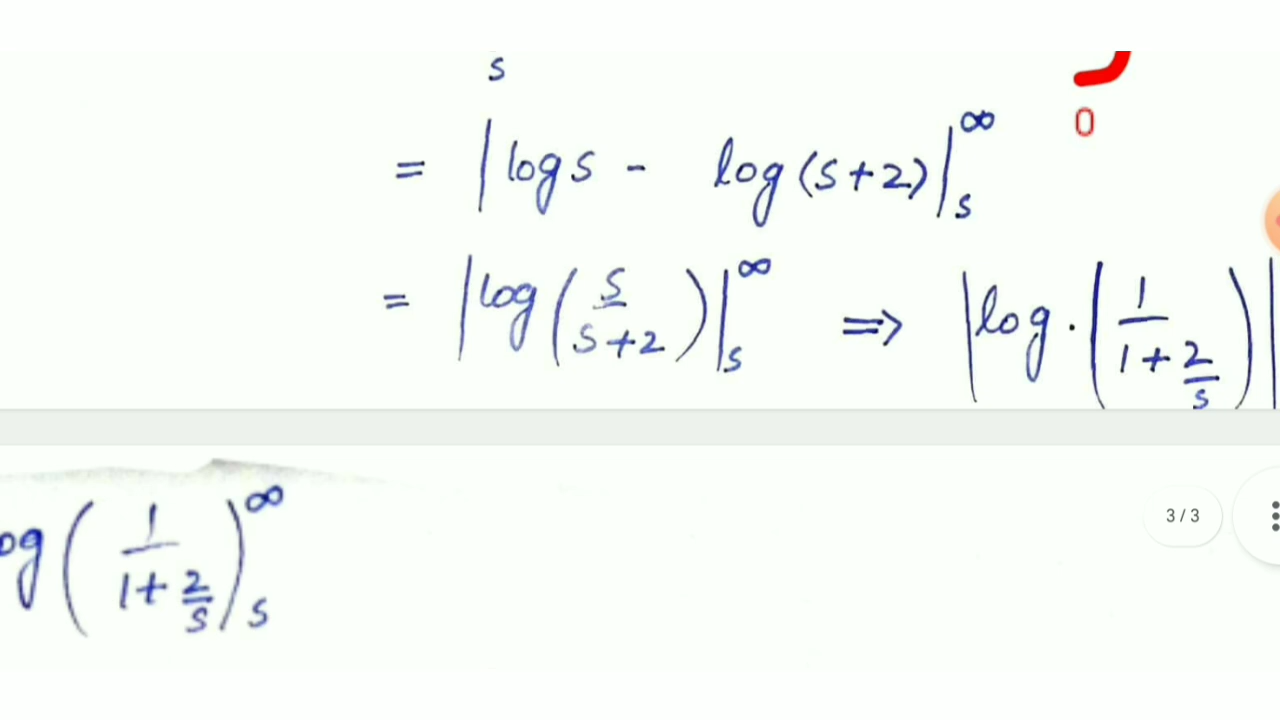 s
0
= |log s - log (s+2)|_s^∞
= |log (s/(s+2))|_s^∞ ⇒ |log . (1/(1+2/s))|
3 / 3
og (1/(1+2/s))_s^∞